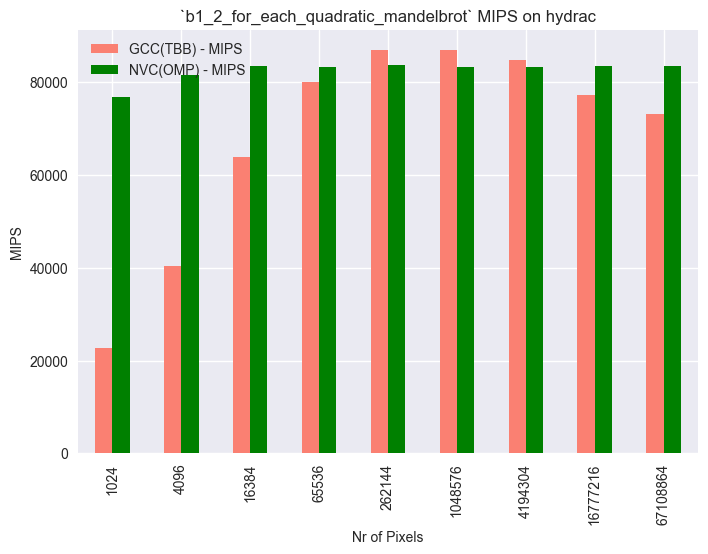 `b1_2_for_each_quadratic_mandelbrot` MIPS on hydrac
GCC(TBB) - MIPS
NVC(OMP) - MIPS
80000
60000
40000
20000
0
MIPS
1024
4096
16384
65536
262144
1048576
4194304
16777216
67108864
Nr of Pixels